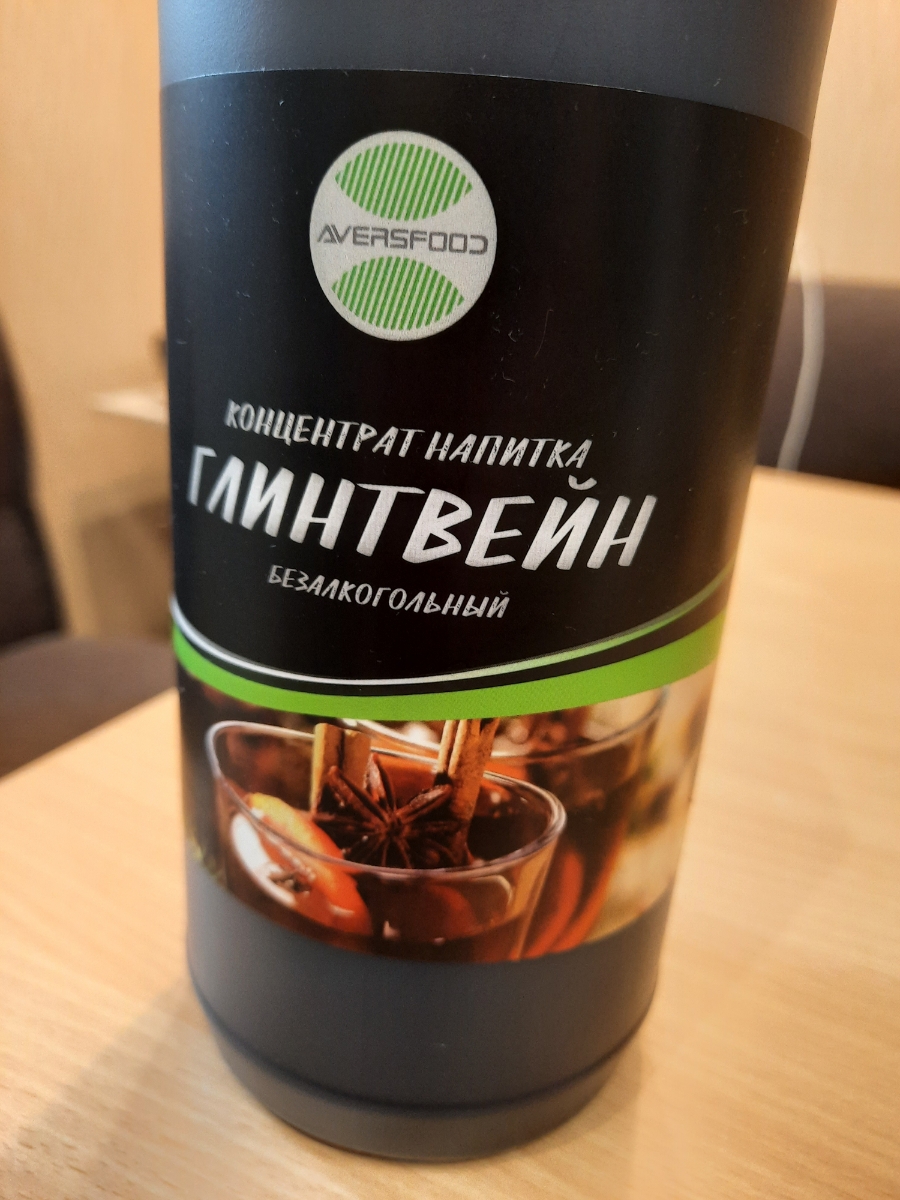 AVERSFOOD
КОНЦЕНТРАТ НАПИТКА
ГЛИНТВЕЙН
БЕЗАЛКОГОЛЬНЫЙ